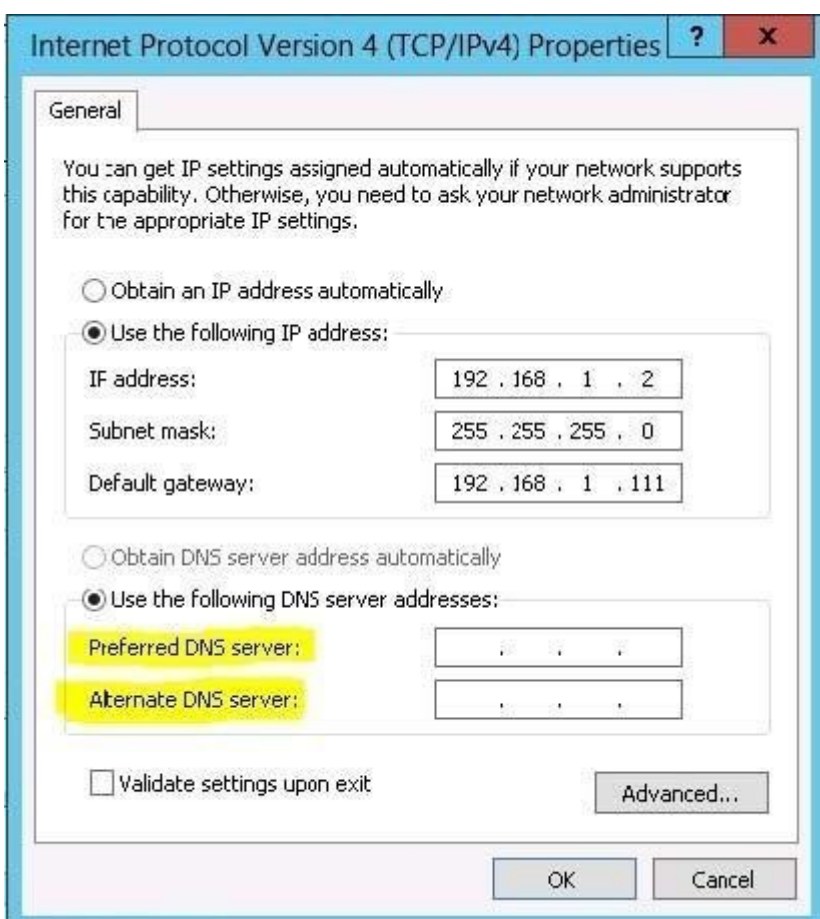 Internet Protocol Version 4 (TCP/IPv4) Properties ? x
General
You can get IP settings assigned automatically if your network supports
this capability. Otherwise, you need to ask your network administrator
for the appropriate IP settings.
Obtain an IP address automatically
Use the following IP address:
IF address: 192 . 168 . 1 . 2
Subnet mask: 255 . 255 . 255 . 0
Default gateway: 192 . 168 . 1 . 111
Obtain DNS server address automatically
Use the following DNS server addresses:
Preferred DNS server: . . .
Alternate DNS server: . . .
Validate settings upon exit
Advanced...
OK Cancel